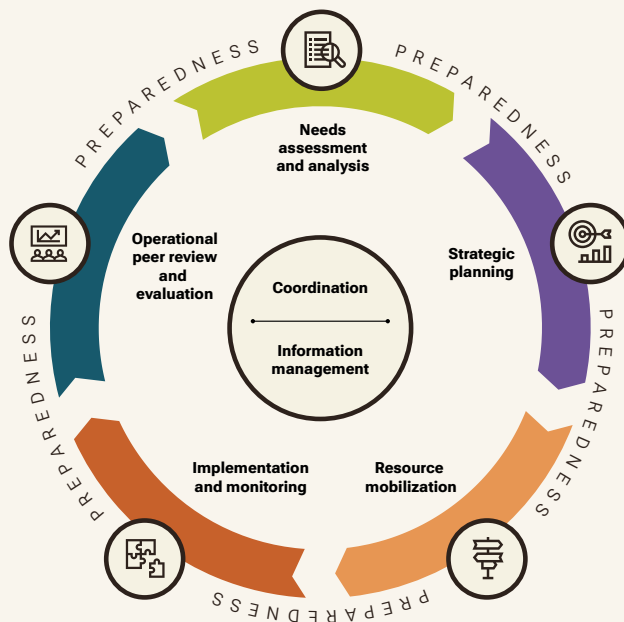 PREPAREDNESS
PREPAREDNESS
Needs
assessment
and analysis
Operational
peer review
and
evaluation
Strategic
planning
Coordination
Information
management
PREPAREDNESS
PREPAREDNESS
Implementation
and monitoring
Resource
mobilization
PREPAREDNESS